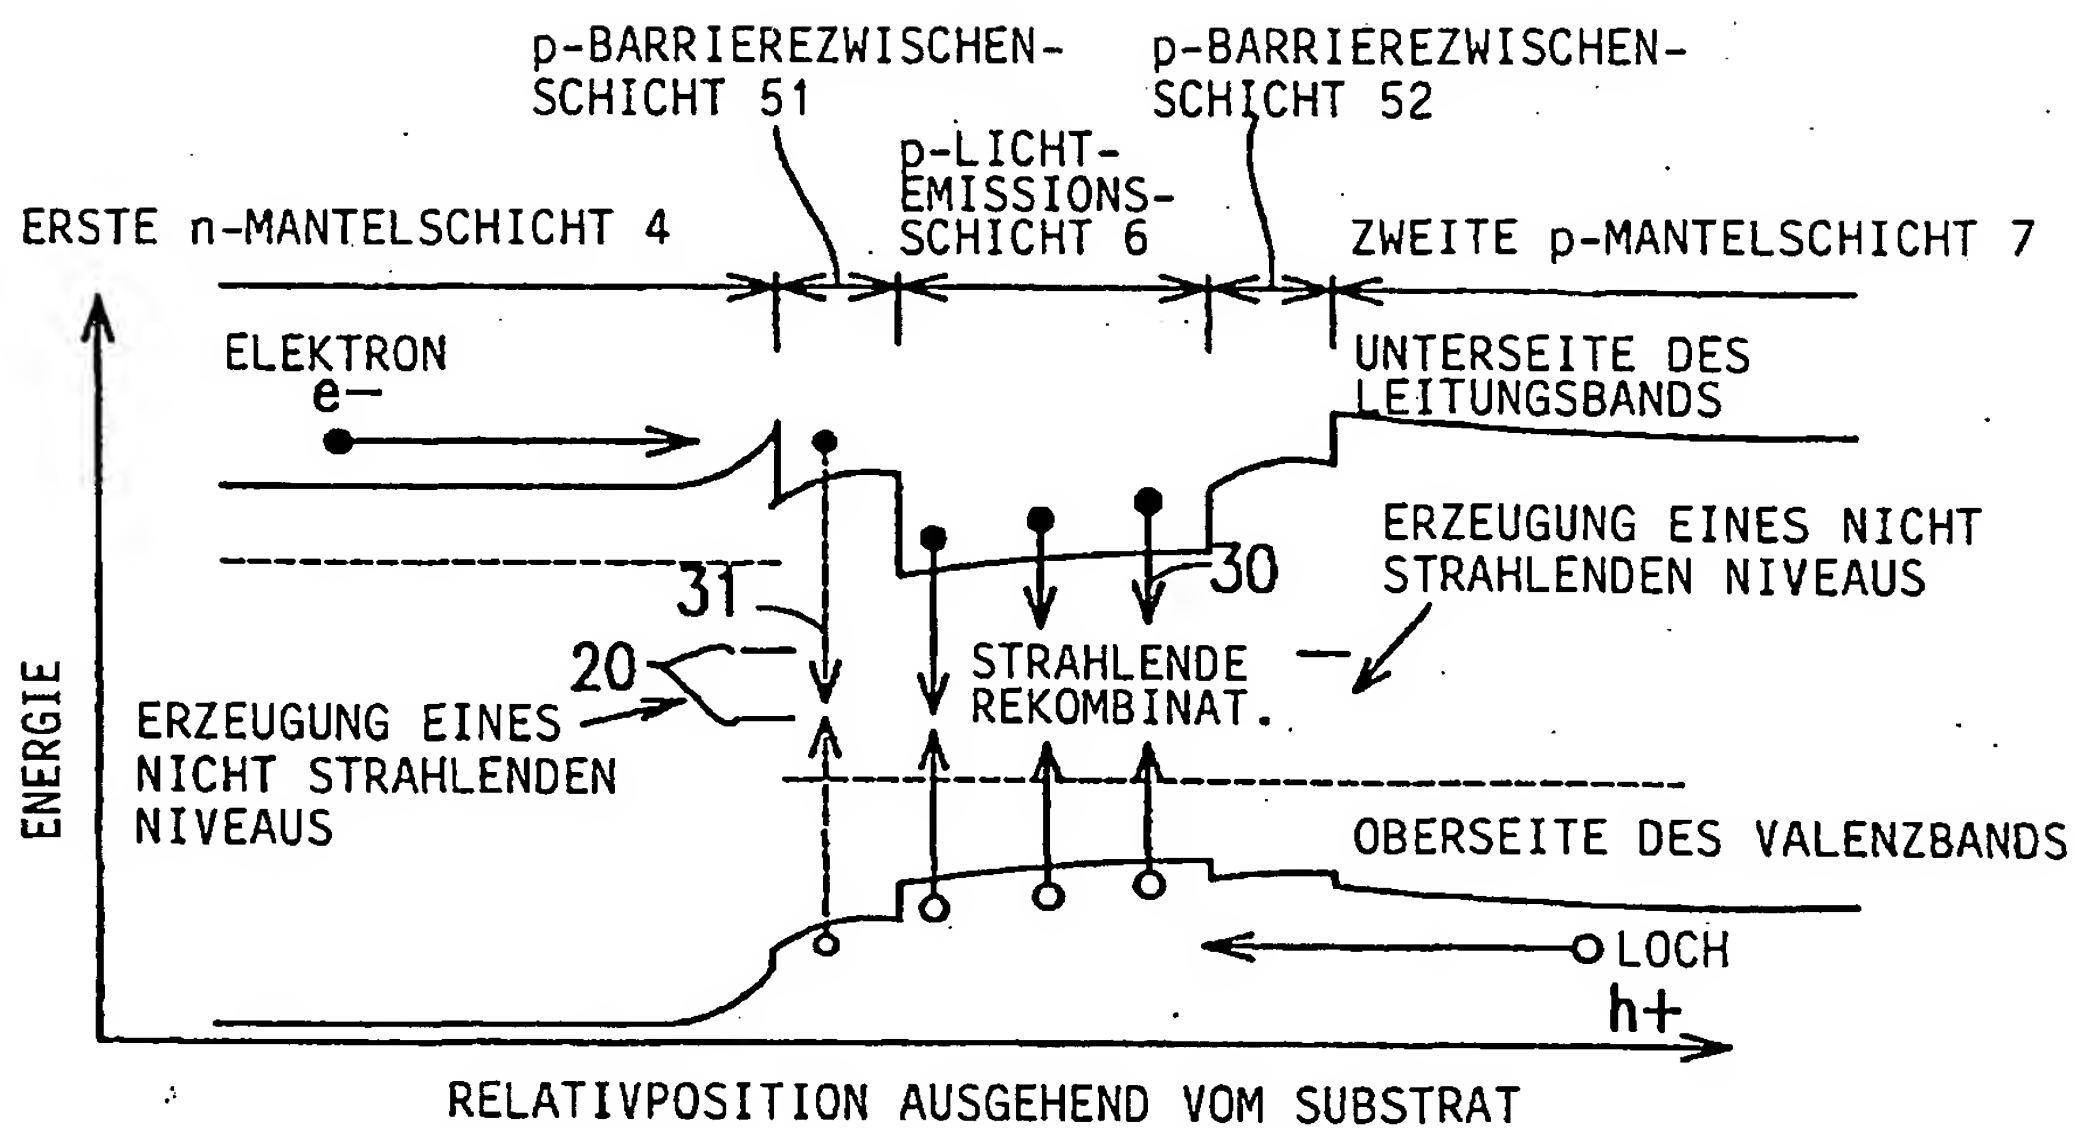 p-BARRIEREZWISCHEN-
SCHICHT 51
p-BARRIEREZWISCHEN-
SCHICHT 52
p-LICHT-
EMISSIONS-
SCHICHT 6
ERSTE n-MANTELSCHICHT 4
ZWEITE p-MANTELSCHICHT 7
ELEKTRON
e-
UNTERSEITE DES
LEITUNGSBANDS
ERZEUGUNG EINES NICHT
STRAHLENDEN NIVEAUS
31
30
20
STRAHLENDE
REKOMBINAT.
ERZEUGUNG EINES
NICHT STRAHLENDEN
NIVEAUS
ENERGIE
OBERSEITE DES VALENZBANDS
LOCH
h+
RELATIVPOSITION AUSGEHEND VOM SUBSTRAT